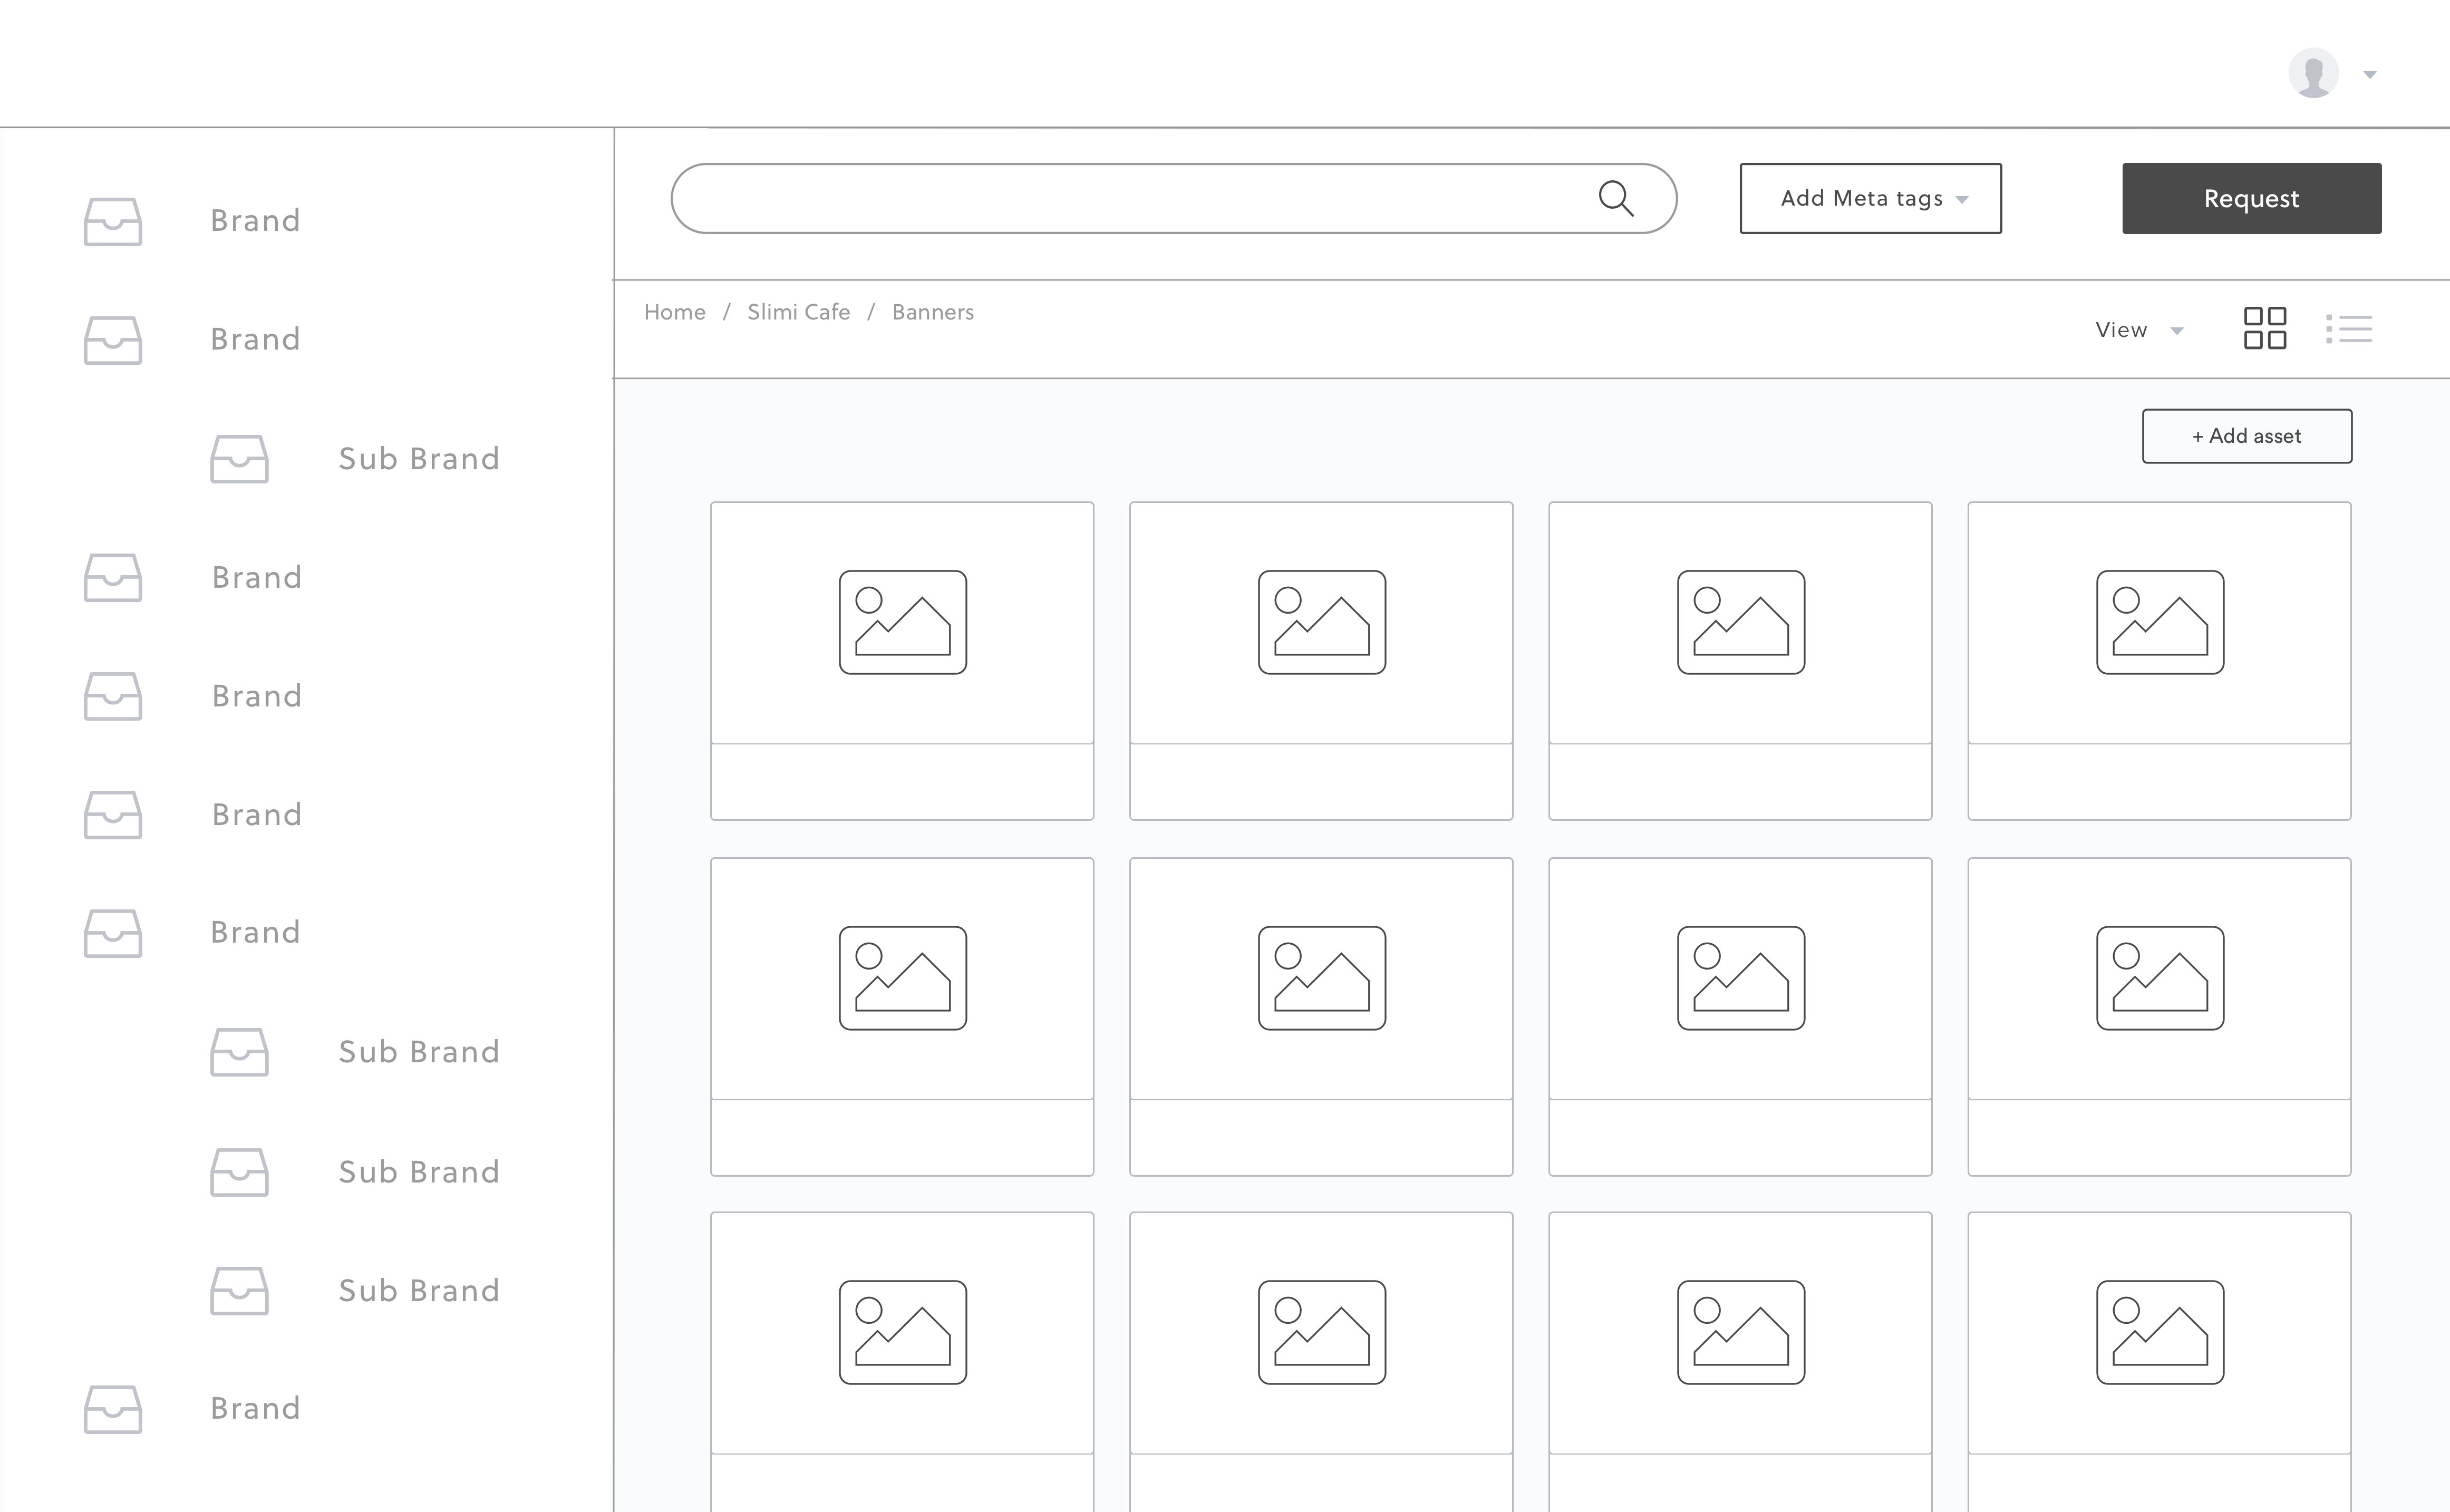 Brand
Brand
Sub Brand
Brand
Brand
Brand
Brand
Sub Brand
Sub Brand
Sub Brand
Brand
Add Meta tags
Request
Home / Slimi Cafe / Banners
View
+ Add asset